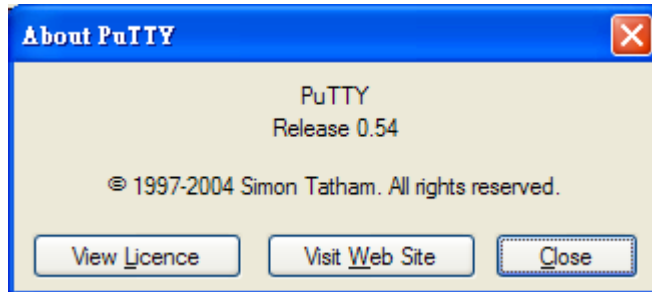 About PuTTY
PuTTY
Release 0.54
© 1997-2004 Simon Tatham. All rights reserved.
View Licence
Visit Web Site
Close